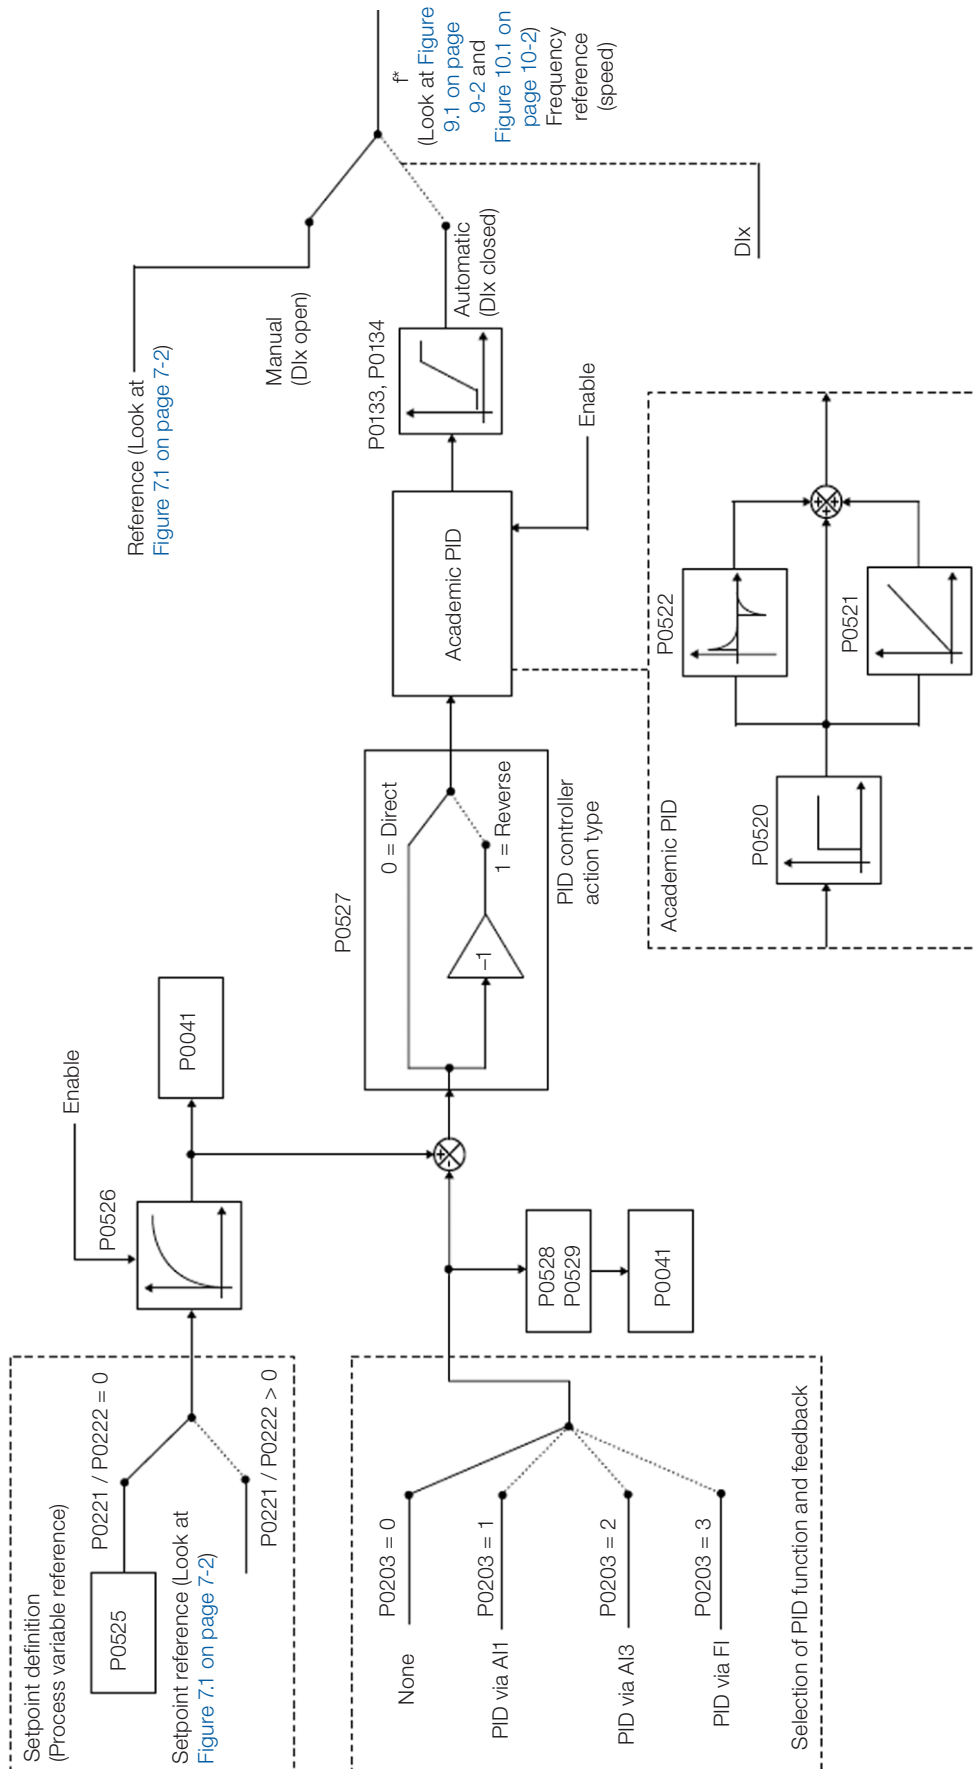 Setpoint definition
(Process variable reference)
P0525
P0221 / P0222 = 0
Setpoint reference (Look at
Figure 7.1 on page 7-2)
P0221 / P0222 > 0
Enable
P0526
P0041
None
P0203 = 0
PID via AI1
P0203 = 1
PID via AI3
P0203 = 2
PID via FI
P0203 = 3
Selection of PID function and feedback
P0528
P0529
P0041
+
-
P0527
0 = Direct
-1
1 = Reverse
PID controller
action type
Academic PID
Enable
P0133, P0134
Reference (Look at
Figure 7.1 on page 7-2)
Manual
(DIx open)
Automatic
(DIx closed)
DIx
f*
(Look at Figure
9.1 on page
9-2 and
Figure 10.1 on
page 10-2)
Frequency
reference
(speed)
Academic PID
P0520
P0522
P0521
+
+
+